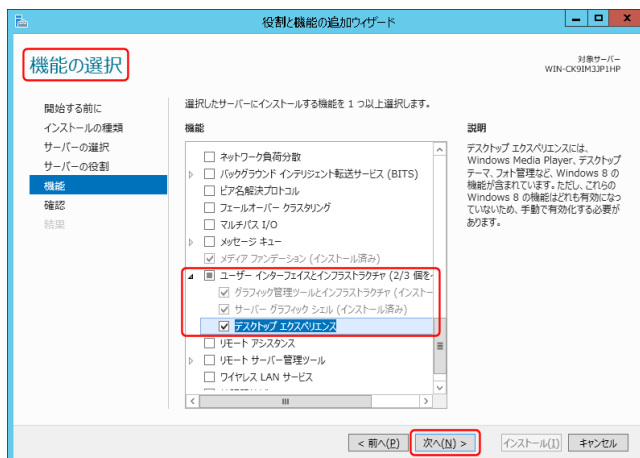 役割と機能の追加ウィザード
機能の選択
対象サーバー
WIN-CK9IM3JP1HP
開始する前に
インストールの種類
サーバーの選択
サーバーの役割
機能
確認
結果
選択したサーバーにインストールする機能を 1 つ以上選択します。
機能
ネットワーク負荷分散
バックグラウンド インテリジェント転送サービス (BITS)
ピア名解決プロトコル
フェールオーバー クラスタリング
マルチパス I/O
メッセージ キュー
メディア ファンデーション (インストール済み)
ユーザー インターフェイスとインフラストラクチャ (2/3 個を
グラフィック管理ツールとインフラストラクチャ (インストー
サーバー グラフィック シェル (インストール済み)
デスクトップ エクスペリエンス
リモート アシスタンス
リモート サーバー管理ツール
ワイヤレス LAN サービス
説明
デスクトップ エクスペリエンスには、
Windows Media Player、デスクトップ
テーマ、フォト管理など、Windows 8 の
機能が含まれています。ただし、これらの
Windows 8 の機能はどれも有効になっ
ていないため、手動で有効化する必要が
あります。
< 前へ(P)
次へ(N) >
インストール(I)
キャンセル